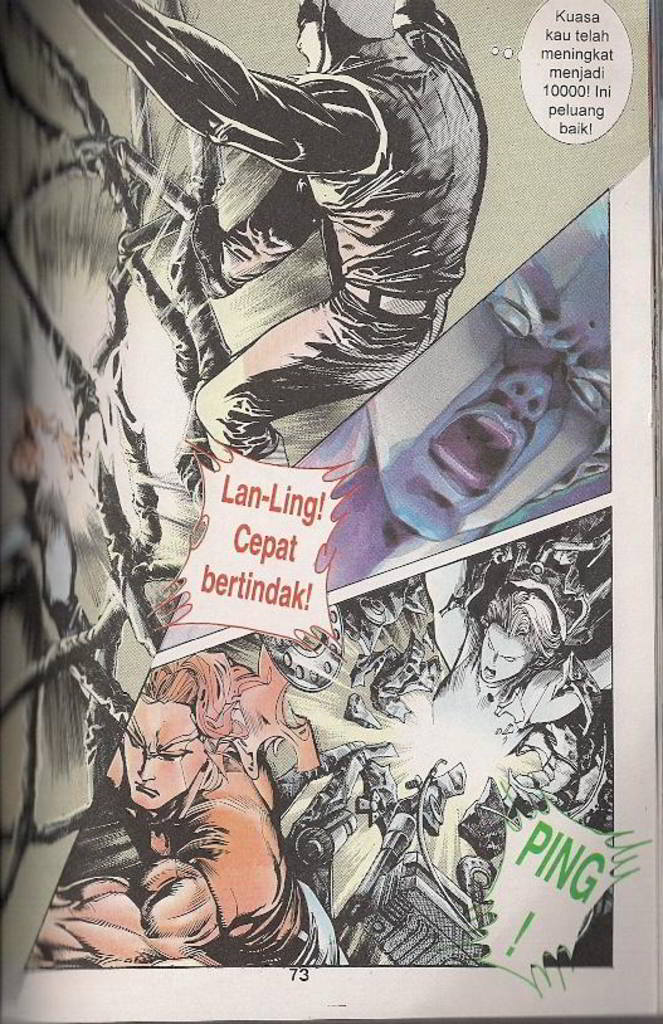 Kuasa
kau telah
meningkat
menjadi
10000! Ini
peluang
baik!
Lan-Ling!
Cepat
bertindak!
PING
!
73